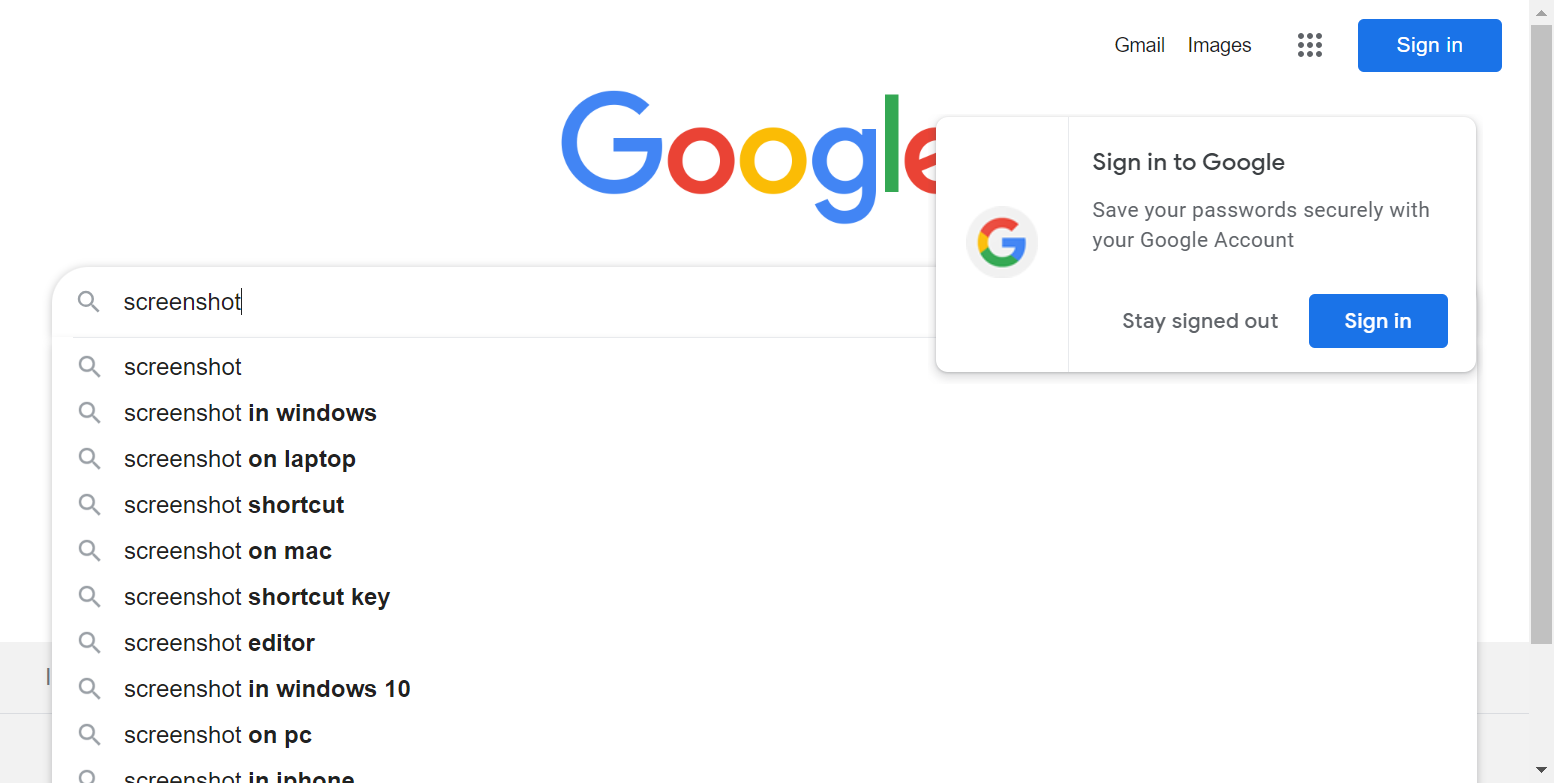 Gmail Images Sign in
Google
Sign in to Google
Save your passwords securely with
your Google Account
Stay signed out Sign in
screenshot
screenshot
screenshot in windows
screenshot on laptop
screenshot shortcut
screenshot on mac
screenshot shortcut key
screenshot editor
screenshot in windows 10
screenshot on pc
screenshot in iphone